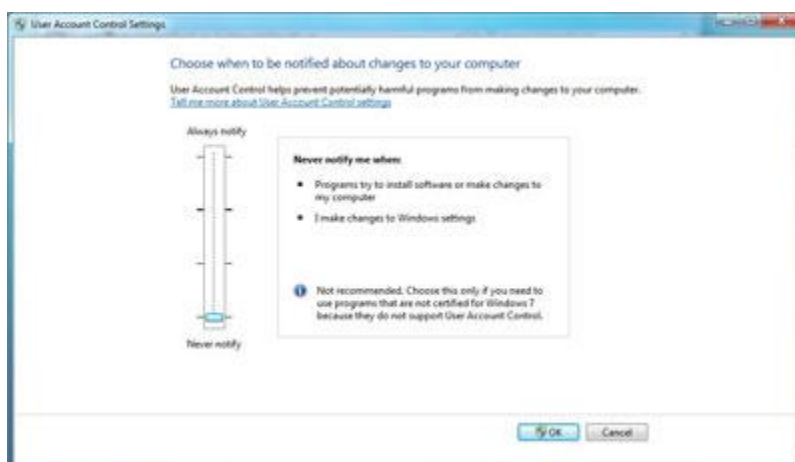 User Account Control Settings
Choose when to be notified about changes to your computer
User Account Control helps prevent potentially harmful programs from making changes to your computer.
Tell me more about User Account Control settings
Always notify
Never notify me when:
Programs try to install software or make changes to
my computer
I make changes to Windows settings
Not recommended. Choose this only if you need to
use programs that are not certified for Windows 7
because they do not support User Account Control.
Never notify
OK
Cancel